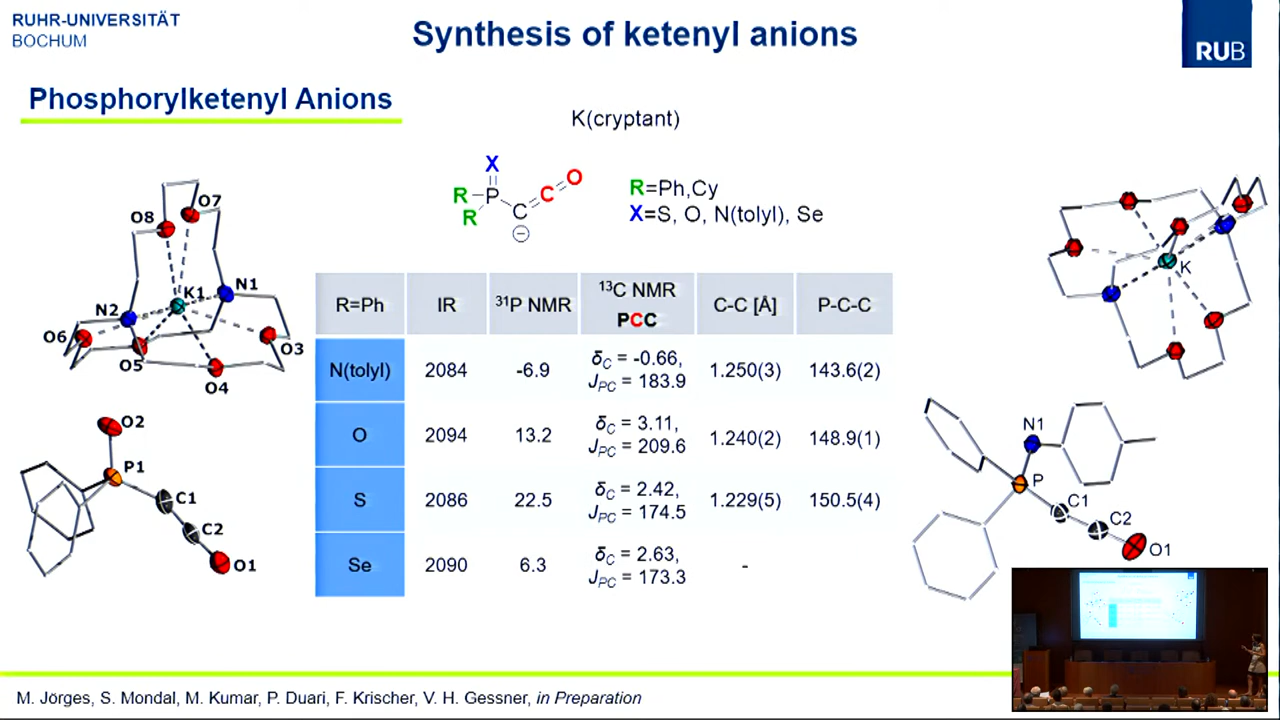 RUHR-UNIVERSITÄT
BOCHUM
Synthesis of ketenyl anions
RUB
Phosphorylketenyl Anions
K(cryptant)
X
R
P
R
C
C
O
⊖
R=Ph,Cy
X=S, O, N(tolyl), Se
O8
O7
K1
N1
N2
O6
O5
O4
O3
O2
P1
C1
C2
O1
R=Ph IR ³¹P NMR ¹³C NMR PCC C-C [Å] P-C-C
N(tolyl) 2084 -6.9 δC = -0.66, JPC = 183.9 1.250(3) 143.6(2)
O 2094 13.2 δC = 3.11, JPC = 209.6 1.240(2) 148.9(1)
S 2086 22.5 δC = 2.42, JPC = 174.5 1.229(5) 150.5(4)
Se 2090 6.3 δC = 2.63, JPC = 173.3 -
K
N1
P
C1
C2
O1
M. Jörges, S. Mondal, M. Kumar, P. Duari, F. Krischer, V. H. Gessner, in Preparation